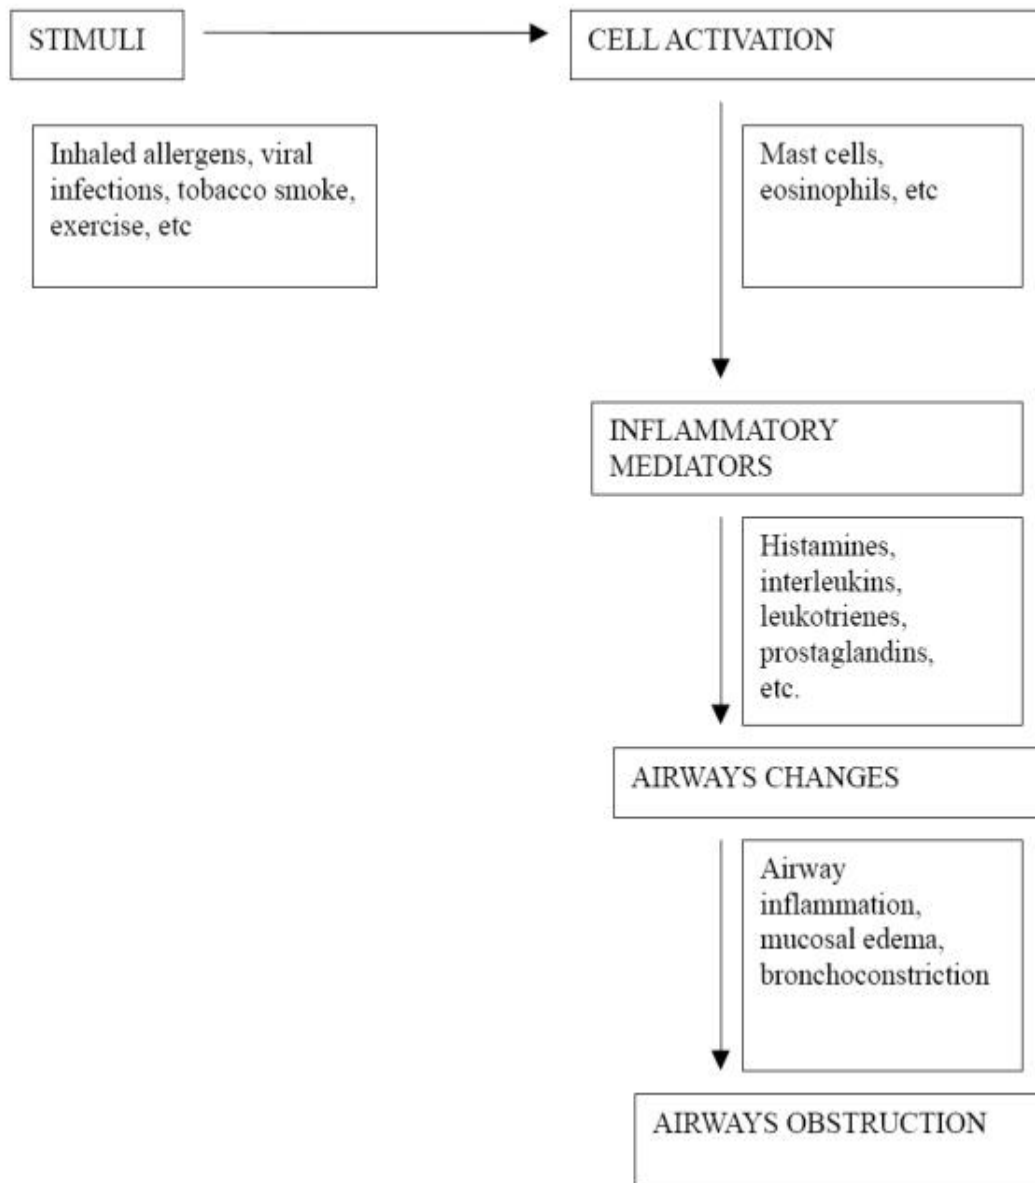 STIMULI
CELL ACTIVATION
Inhaled allergens, viral
infections, tobacco smoke,
exercise, etc
Mast cells,
eosinophils, etc
INFLAMMATORY
MEDIATORS
Histamines,
interleukins,
leukotrienes,
prostaglandins,
etc.
AIRWAYS CHANGES
Airway
inflammation,
mucosal edema,
bronchoconstriction
AIRWAYS OBSTRUCTION